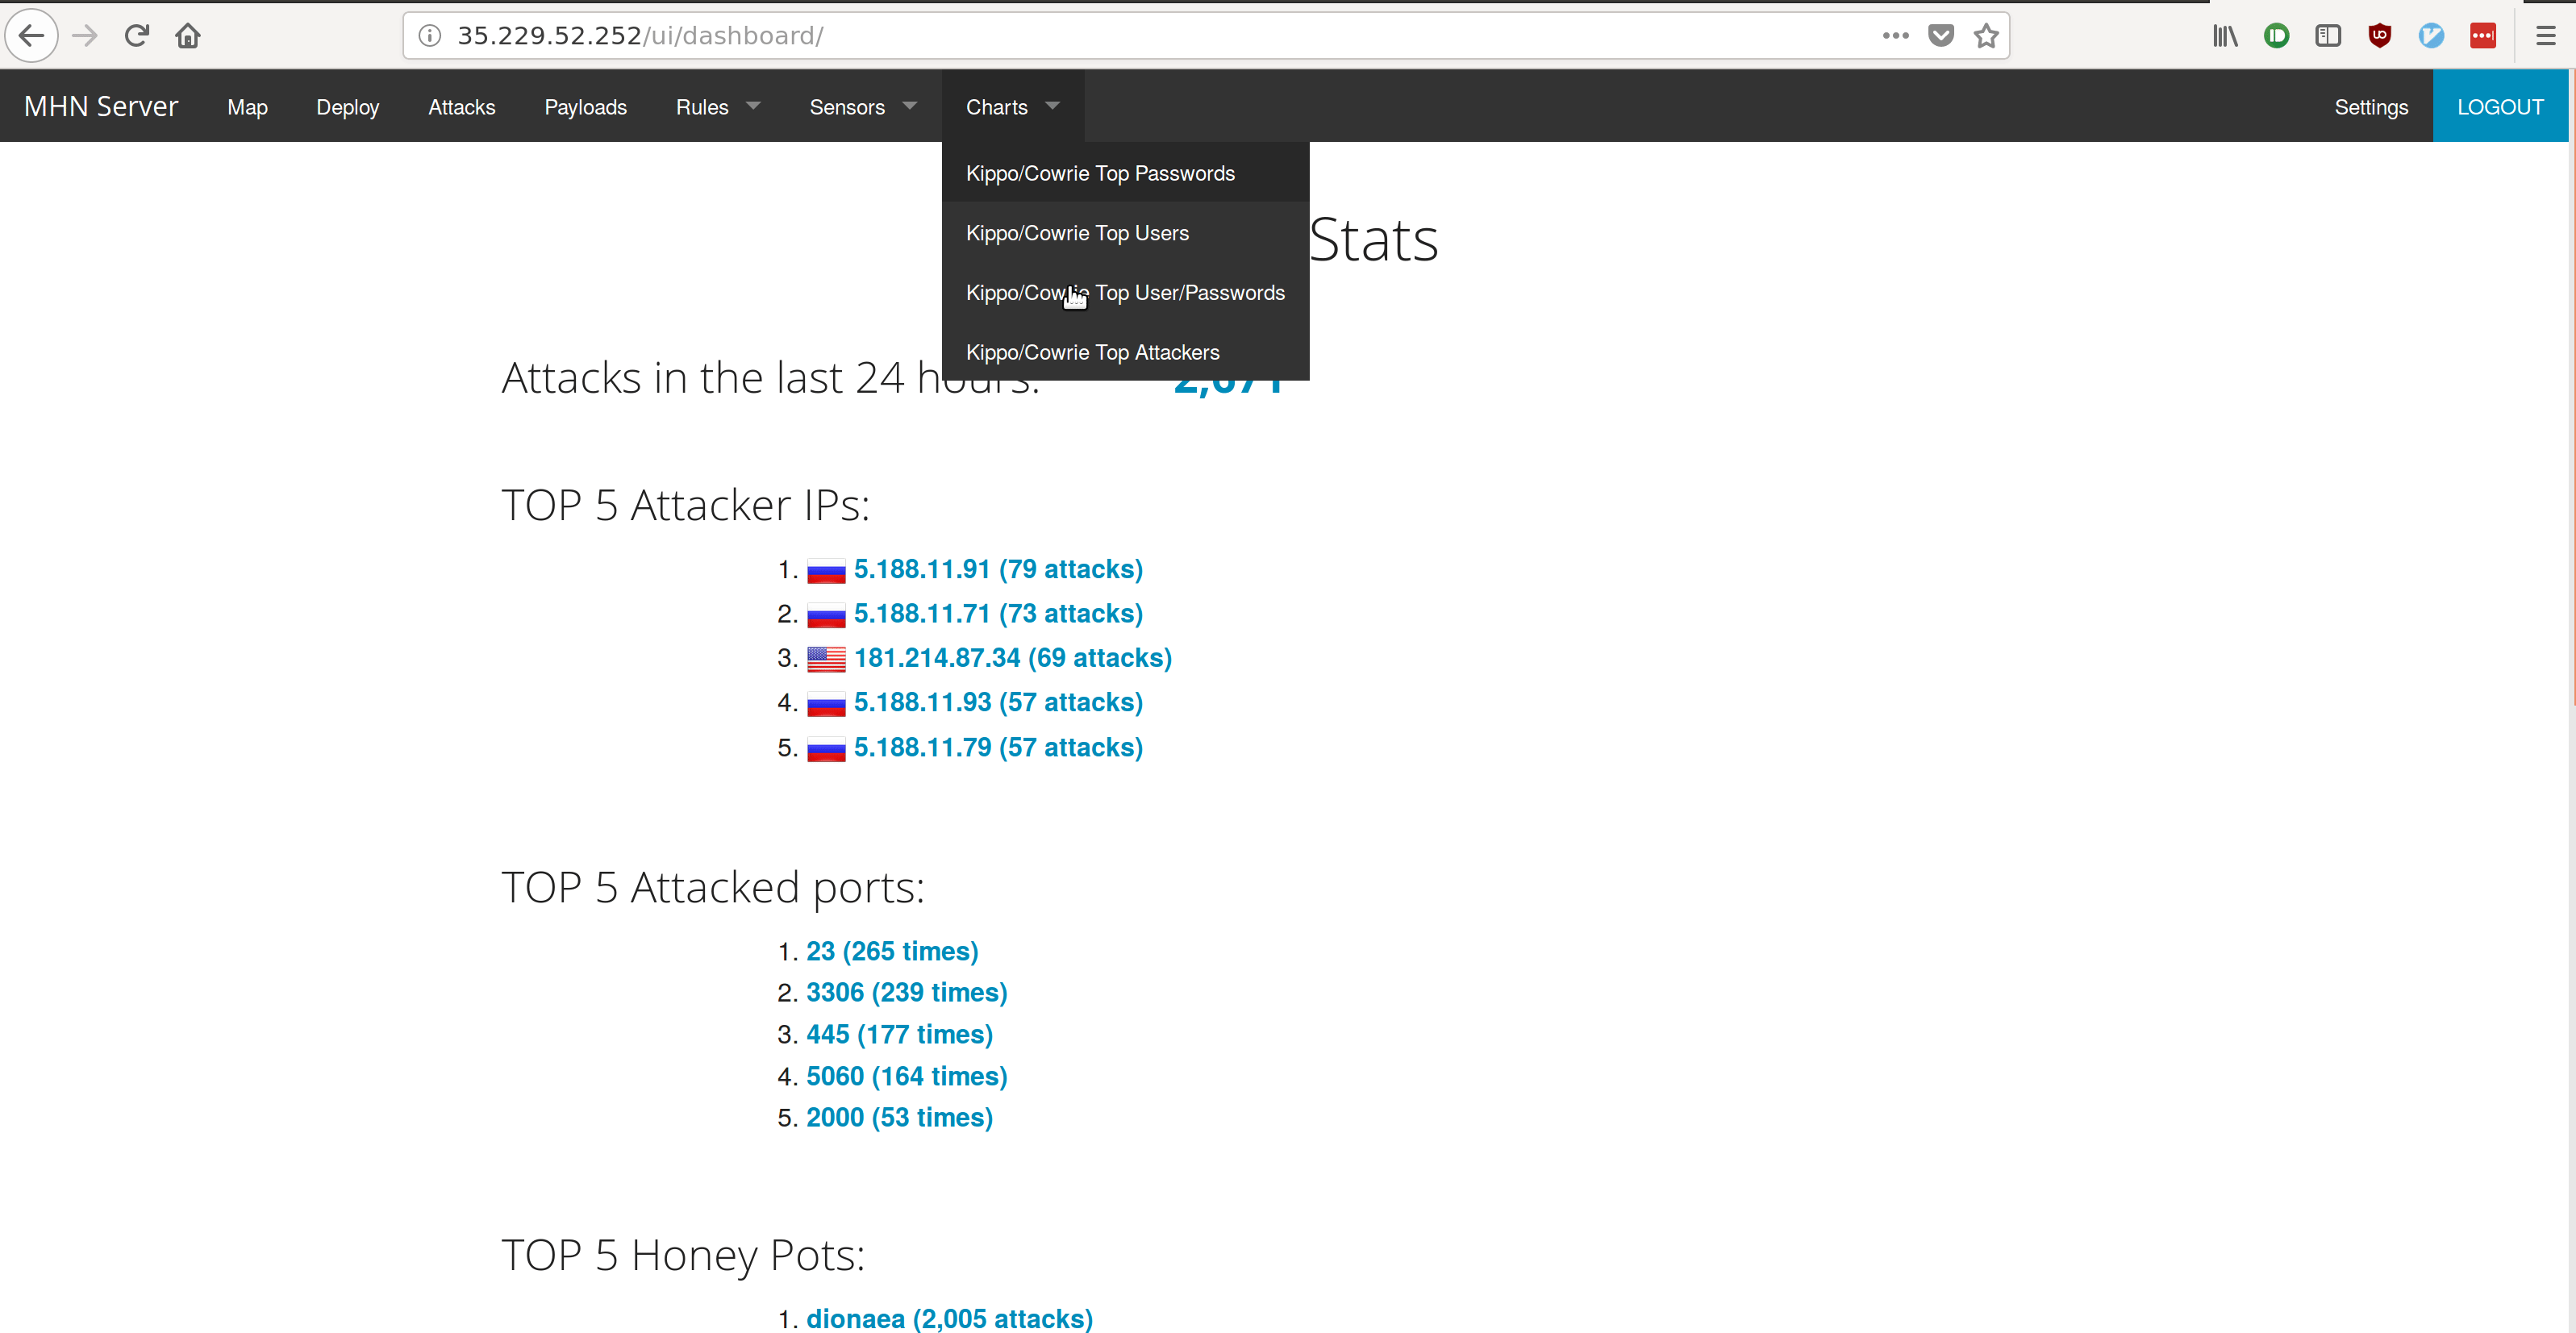 35.229.52.252/ui/dashboard/
MHN Server Map Deploy Attacks Payloads Rules Sensors Charts Settings LOGOUT
Kippo/Cowrie Top Passwords
Kippo/Cowrie Top Users
Stats
Kippo/Cowrie Top User/Passwords
Kippo/Cowrie Top Attackers
Attacks in the last 24 hours:
TOP 5 Attacker IPs:
1. 5.188.11.91 (79 attacks)
2. 5.188.11.71 (73 attacks)
3. 181.214.87.34 (69 attacks)
4. 5.188.11.93 (57 attacks)
5. 5.188.11.79 (57 attacks)
TOP 5 Attacked ports:
1. 23 (265 times)
2. 3306 (239 times)
3. 445 (177 times)
4. 5060 (164 times)
5. 2000 (53 times)
TOP 5 Honey Pots:
1. dionaea (2,005 attacks)